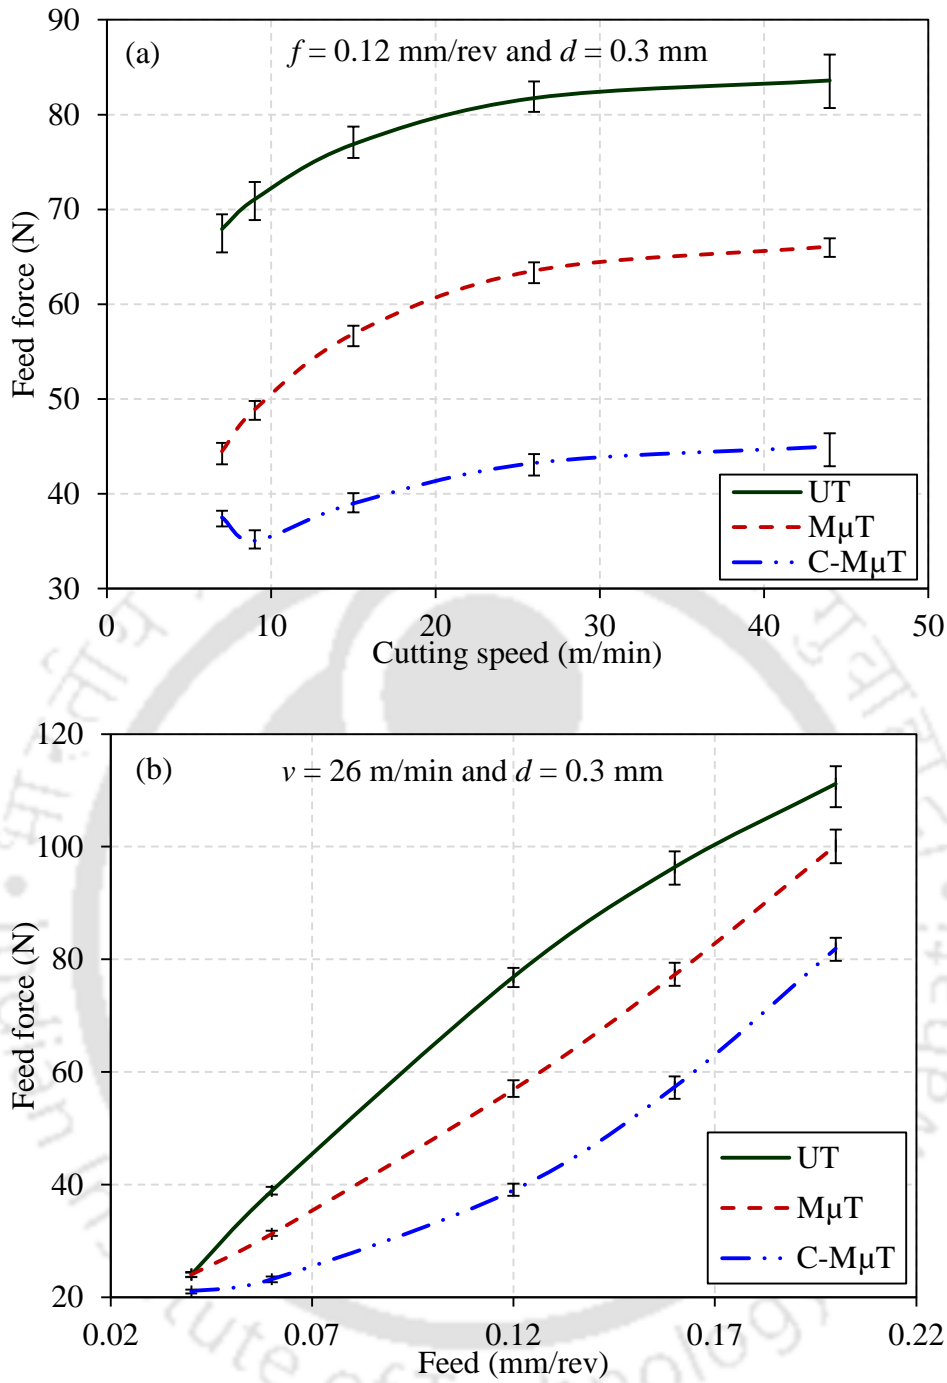 90
80
70
60
50
40
30
Feed force (N)
(a)
f = 0.12 mm/rev and d = 0.3 mm
UT
MμT
C-MμT
0 10 20 30 40 50
Cutting speed (m/min)
120
100
80
60
40
20
Feed force (N)
(b)
v = 26 m/min and d = 0.3 mm
UT
MμT
C-MμT
0.02 0.07 0.12 0.17 0.22
Feed (mm/rev)